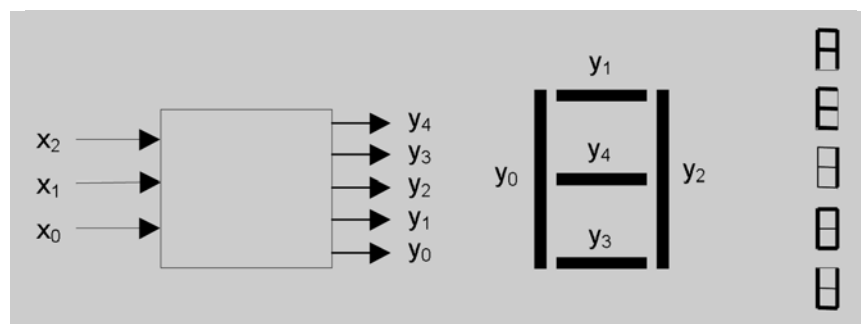 x₂
x₁
x₀
y₄
y₃
y₂
y₁
y₀
y₁
y₀
y₄
y₂
y₃
A
E
I
O
U